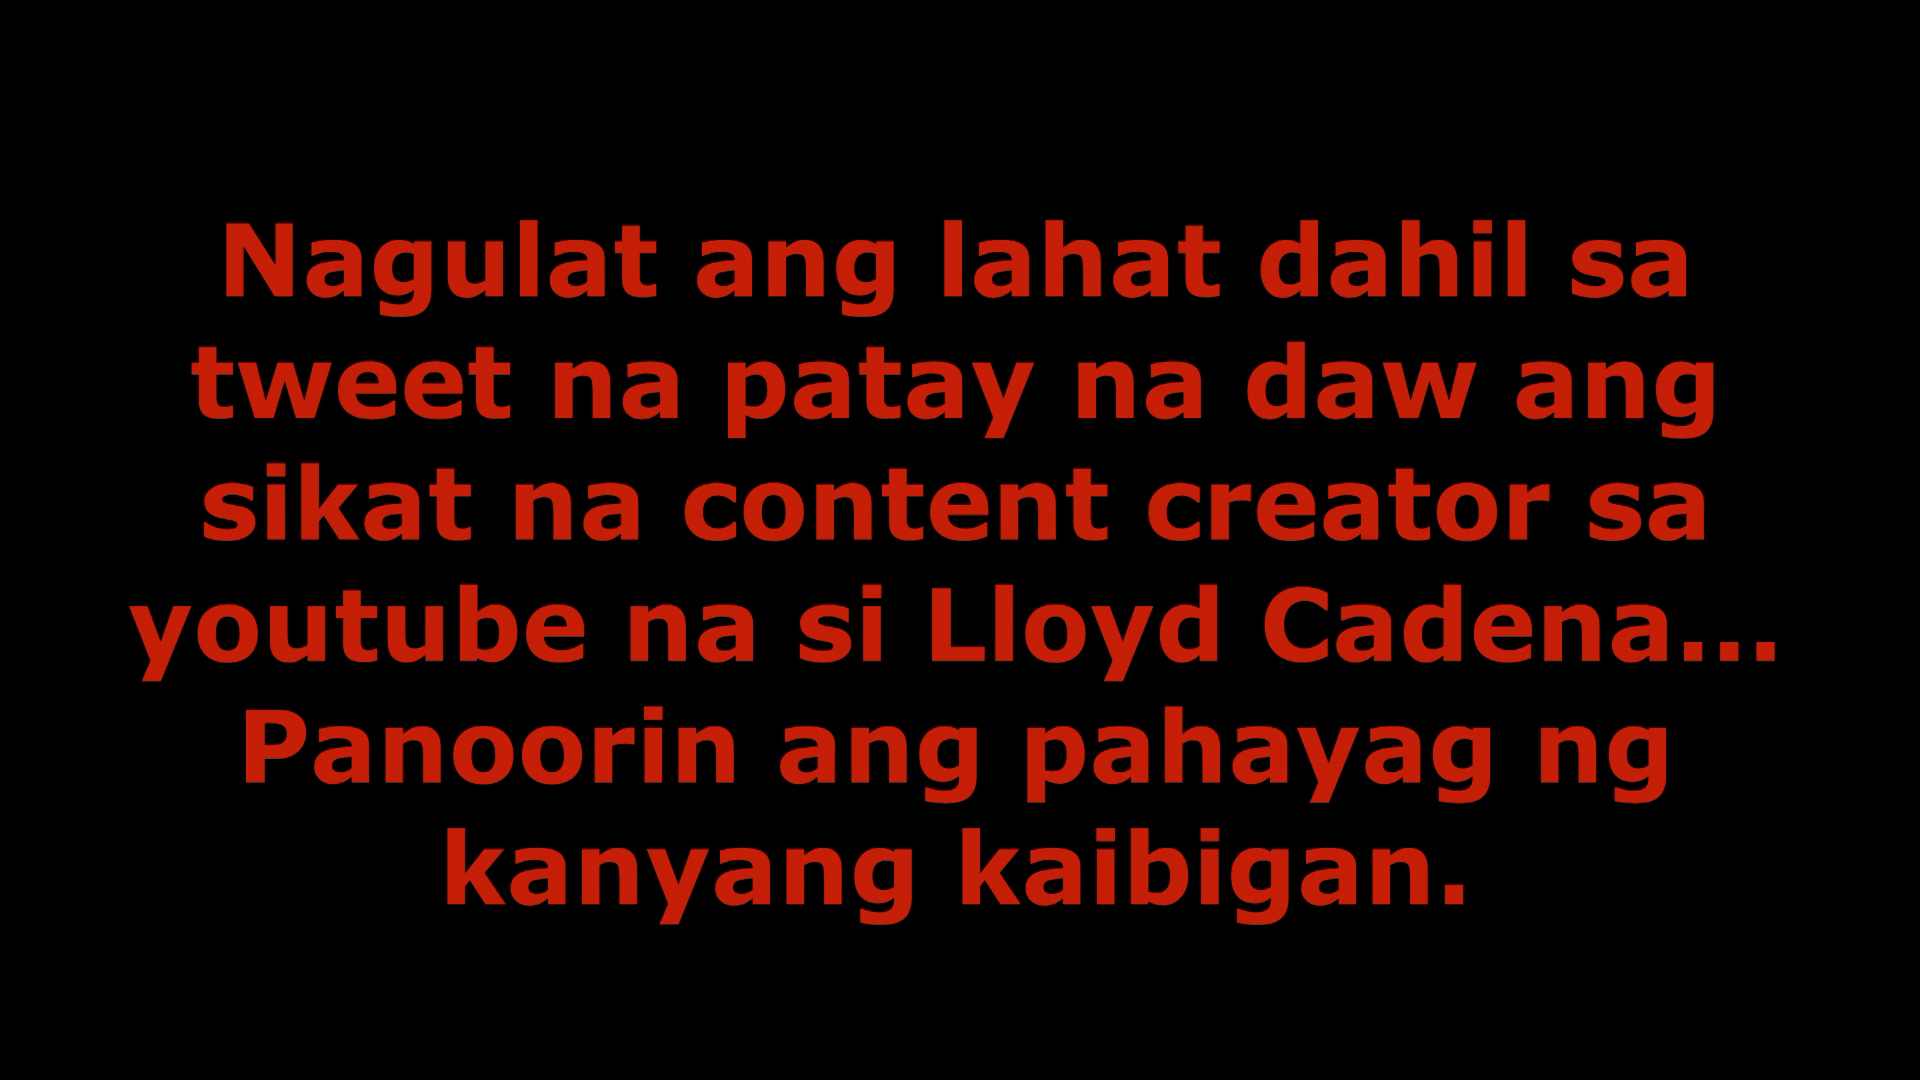 Nagulat ang lahat dahil sa
tweet na patay na daw ang
sikat na content creator sa
youtube na si Lloyd Cadena...
Panoorin ang pahayag ng
kanyang kaibigan.